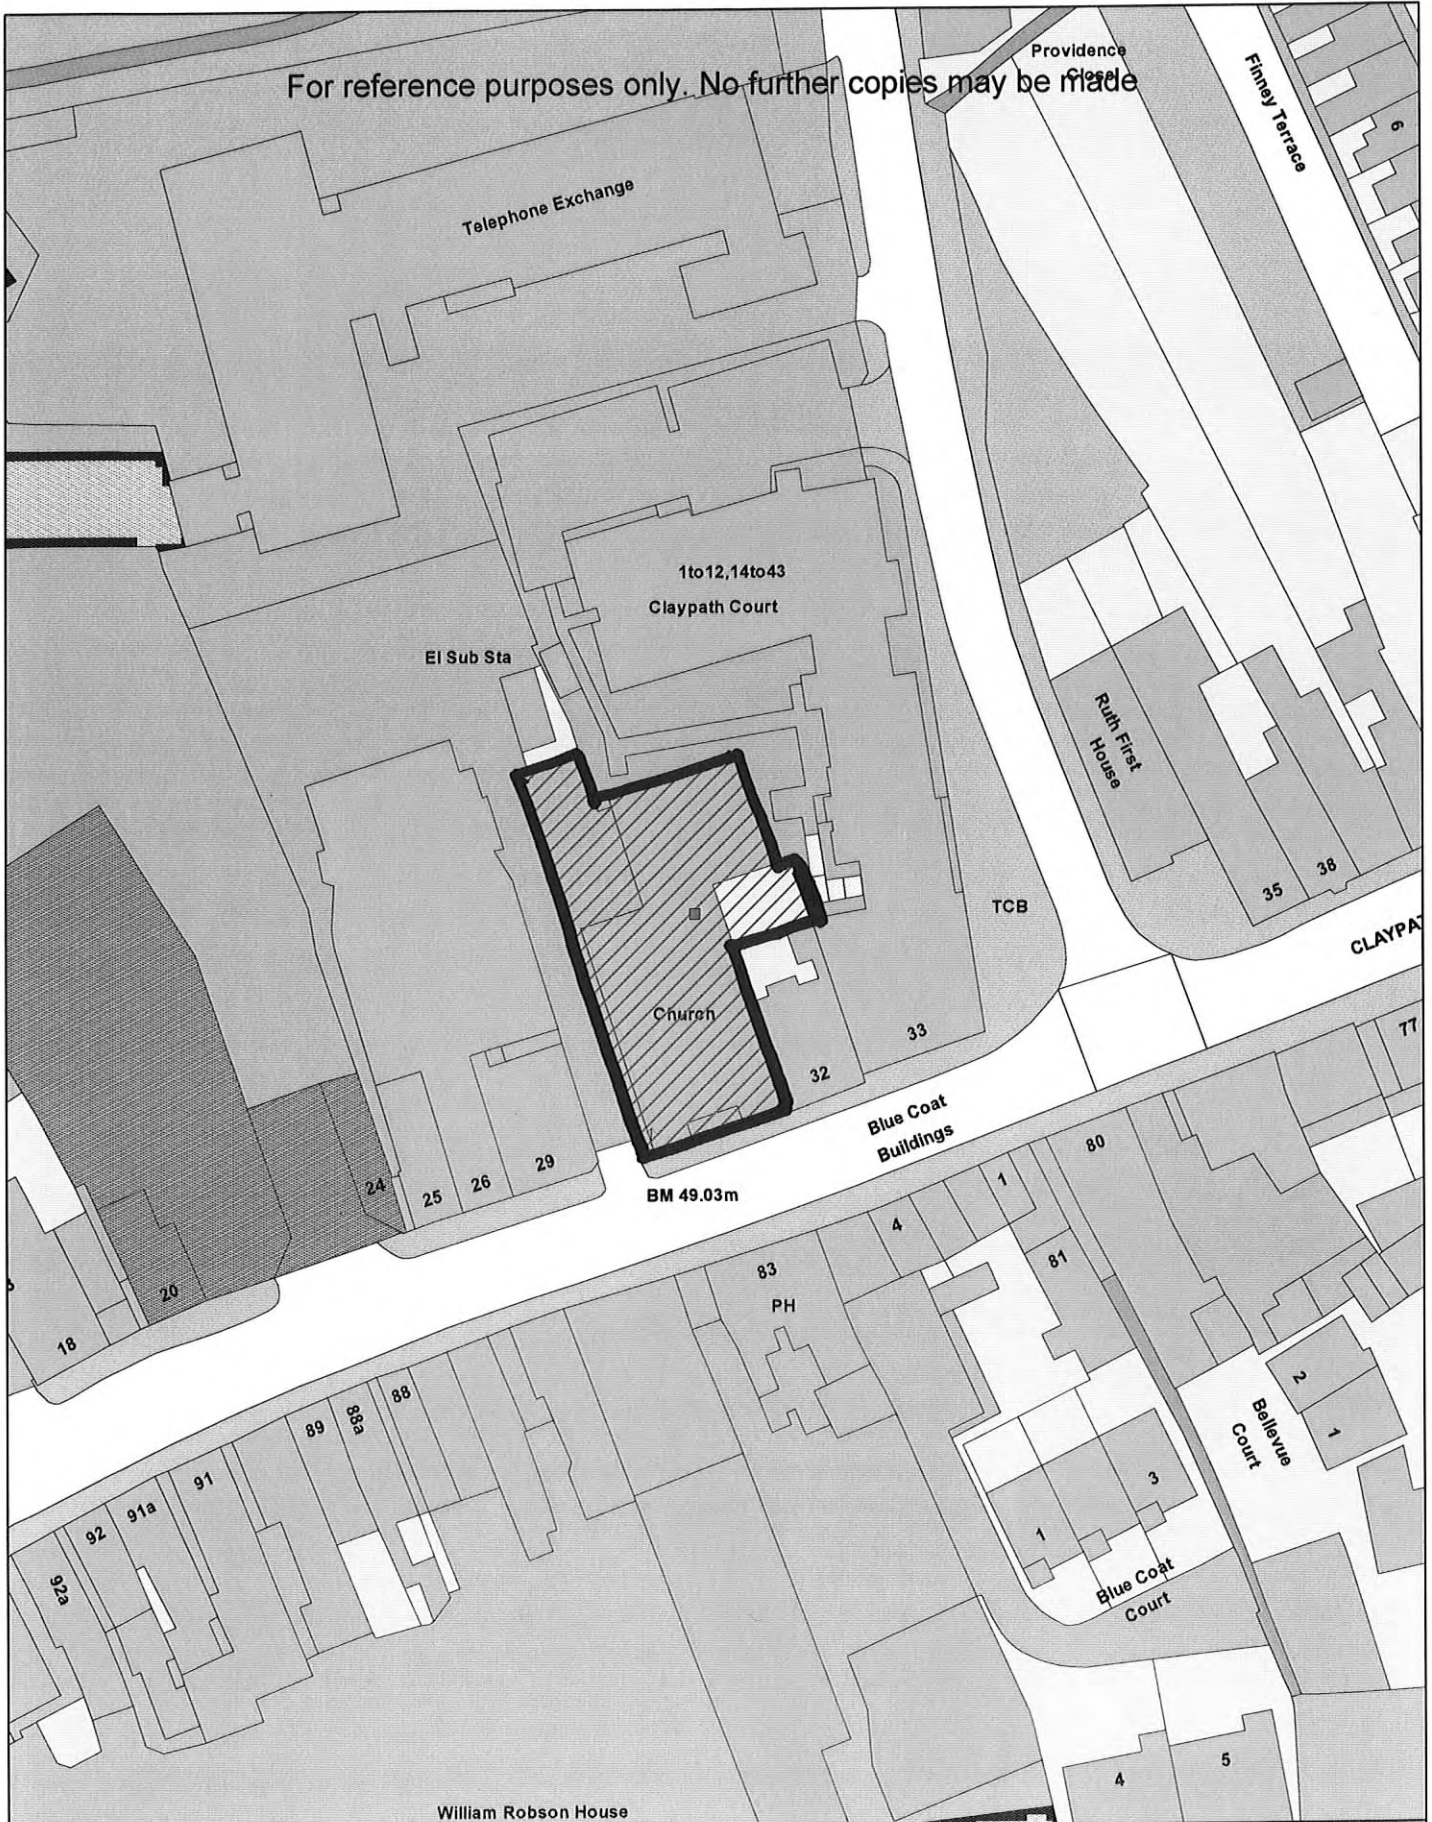 Providence
Close
For reference purposes only. No further copies may be made
Finney Terrace
6
Telephone Exchange
1to12,14to43
Claypath Court
El Sub Sta
Ruth First
House
38
35
TCB
CLAYPA
Church
33
32
77
Blue Coat
Buildings
80
29
26
25
24
BM 49.03m
1
4
81
83
PH
20
18
2
1
Bellevue
Court
88
88a
89
91
91a
92
92a
3
1
Blue Coat
Court
5
4
William Robson House